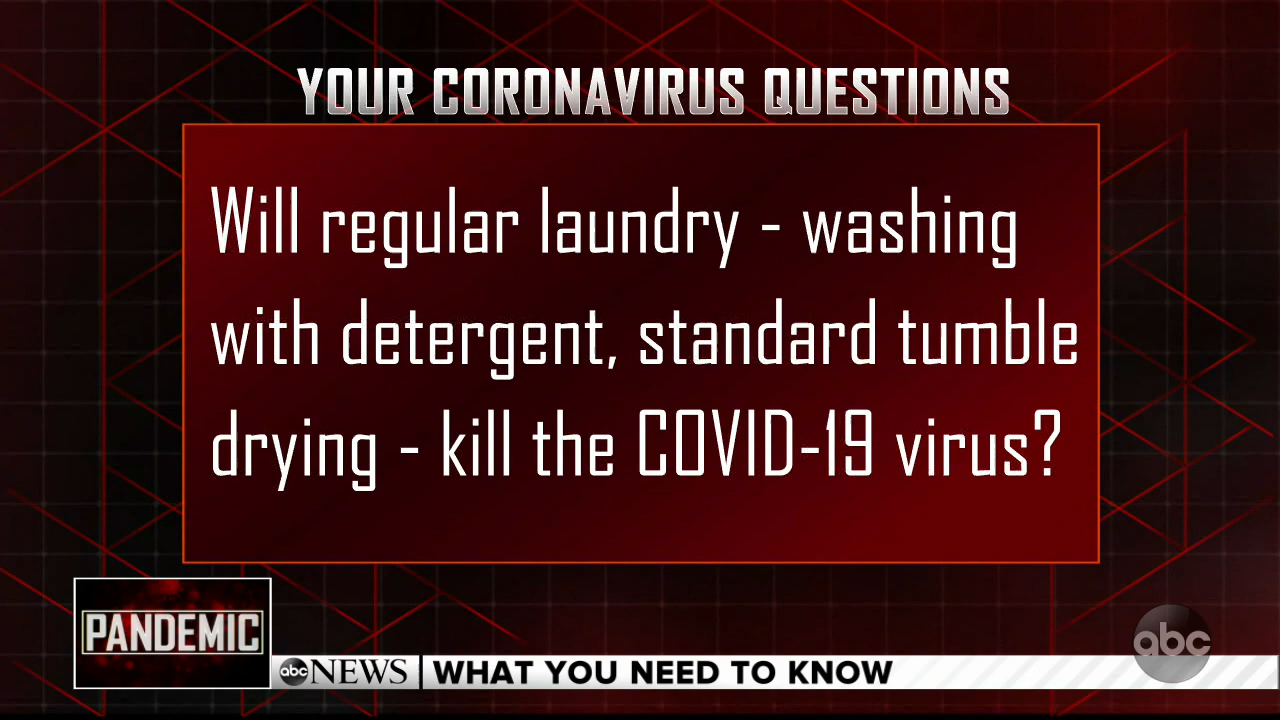 YOUR CORONAVIRUS QUESTIONS
Will regular laundry - washing
with detergent, standard tumble
drying - kill the COVID-19 virus?
PANDEMIC
abc NEWS WHAT YOU NEED TO KNOW
abc